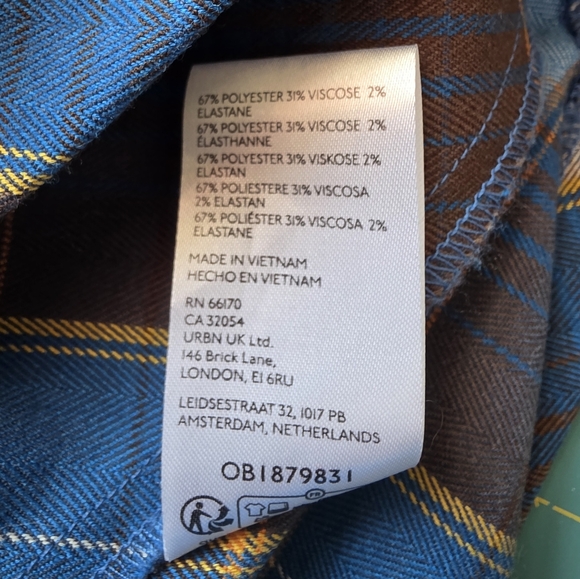 67% POLYESTER 31% VISCOSE 2%
ELASTANE
67% POLYESTER 31% VISCOSE 2%
ÉLASTHANNE
67% POLYESTER 31% VISKOSE 2%
ELASTAN
67% POLIESTERE 31% VISCOSA
2% ELASTAN
67% POLIÉSTER 31% VISCOSA 2%
ELASTANE
MADE IN VIETNAM
HECHO EN VIETNAM
RN 66170
CA 32054
URBN UK Ltd.
146 Brick Lane,
LONDON, E1 6RU
LEIDSESTRAAT 32, 1017 PB
AMSTERDAM, NETHERLANDS
OB1879831
FR